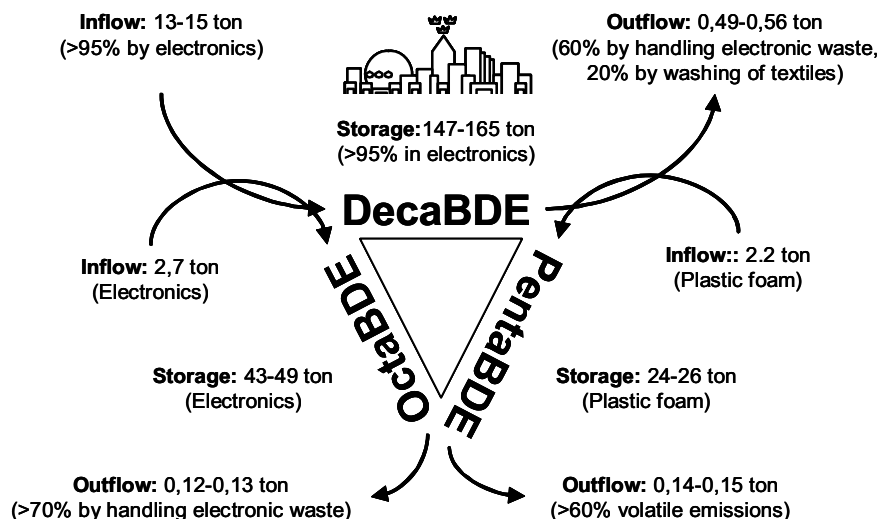 Inflow: 13-15 ton
(>95% by electronics)
Outflow: 0,49-0,56 ton
(60% by handling electronic waste,
20% by washing of textiles)
Storage:147-165 ton
(>95% in electronics)
DecaBDE
Inflow: 2,7 ton
(Electronics)
OctaBDE
PentaBDE
Inflow:: 2.2 ton
(Plastic foam)
Storage: 43-49 ton
(Electronics)
Storage: 24-26 ton
(Plastic foam)
Outflow: 0,12-0,13 ton
(>70% by handling electronic waste)
Outflow: 0,14-0,15 ton
(>60% volatile emissions)